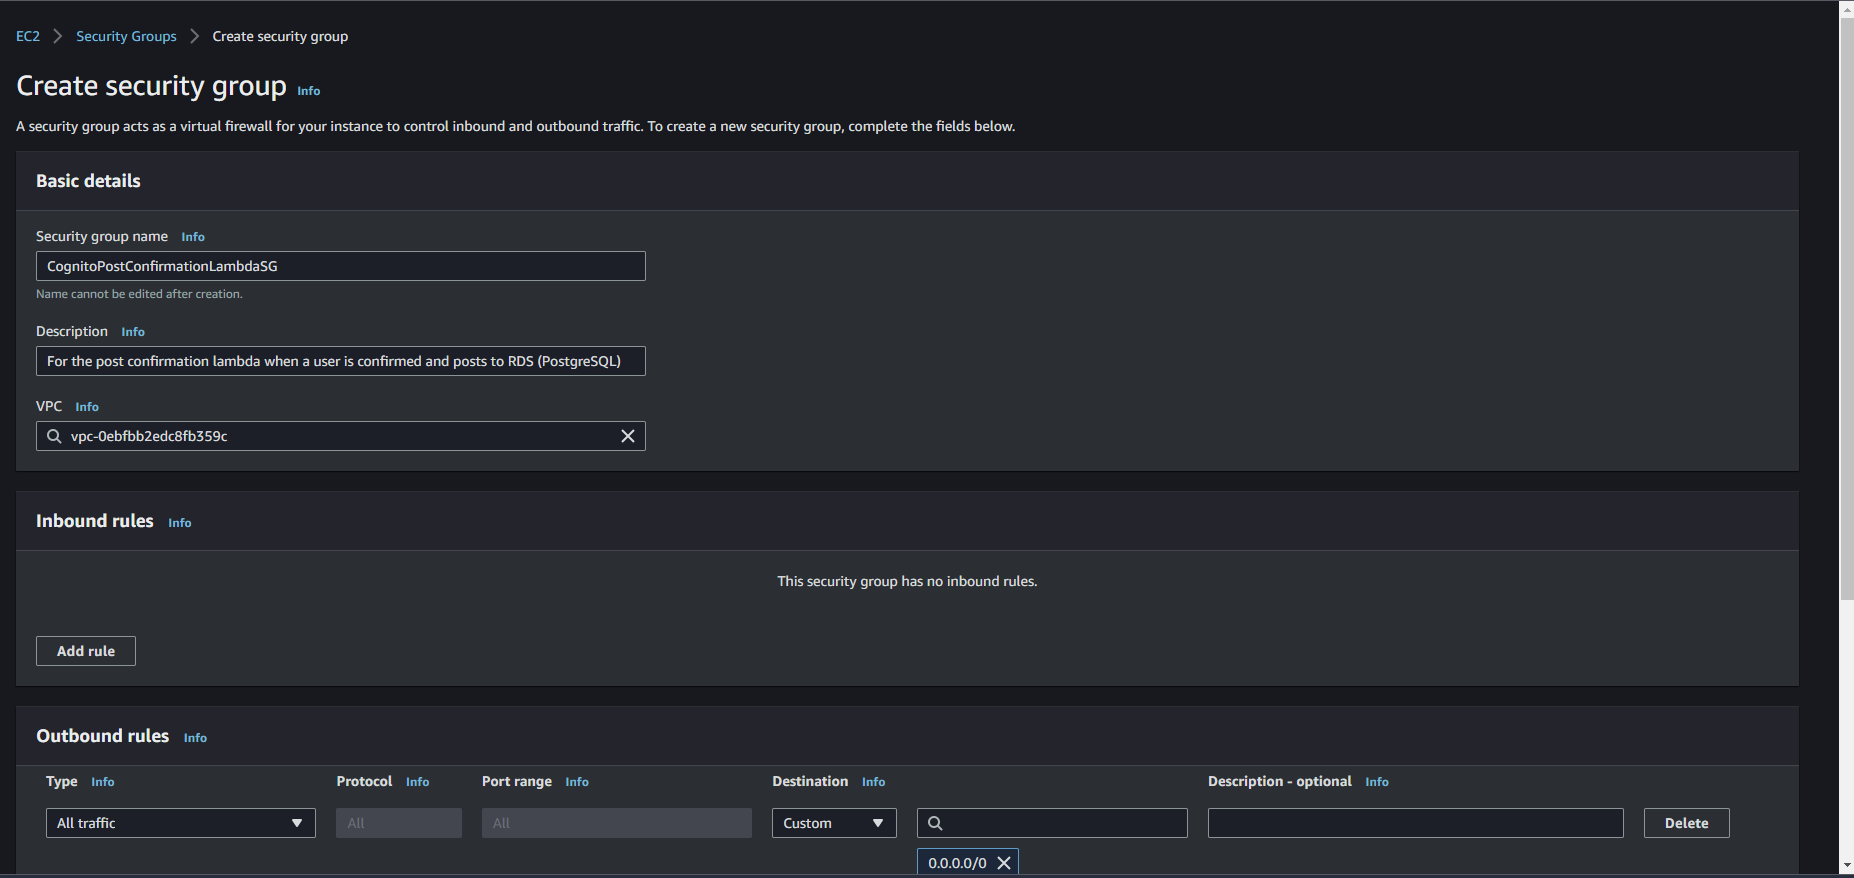 EC2 Security Groups Create security group
Create security group Info
A security group acts as a virtual firewall for your instance to control inbound and outbound traffic. To create a new security group, complete the fields below.
Basic details
Security group name Info
CognitoPostConfirmationLambdaSG
Name cannot be edited after creation.
Description Info
For the post confirmation lambda when a user is confirmed and posts to RDS (PostgreSQL)
VPC Info
vpc-0ebfbb2edc8fb359c
Inbound rules Info
This security group has no inbound rules.
Add rule
Outbound rules Info
Type Info Protocol Info Port range Info Destination Info Description - optional Info
All traffic All All Custom Delete
0.0.0.0/0